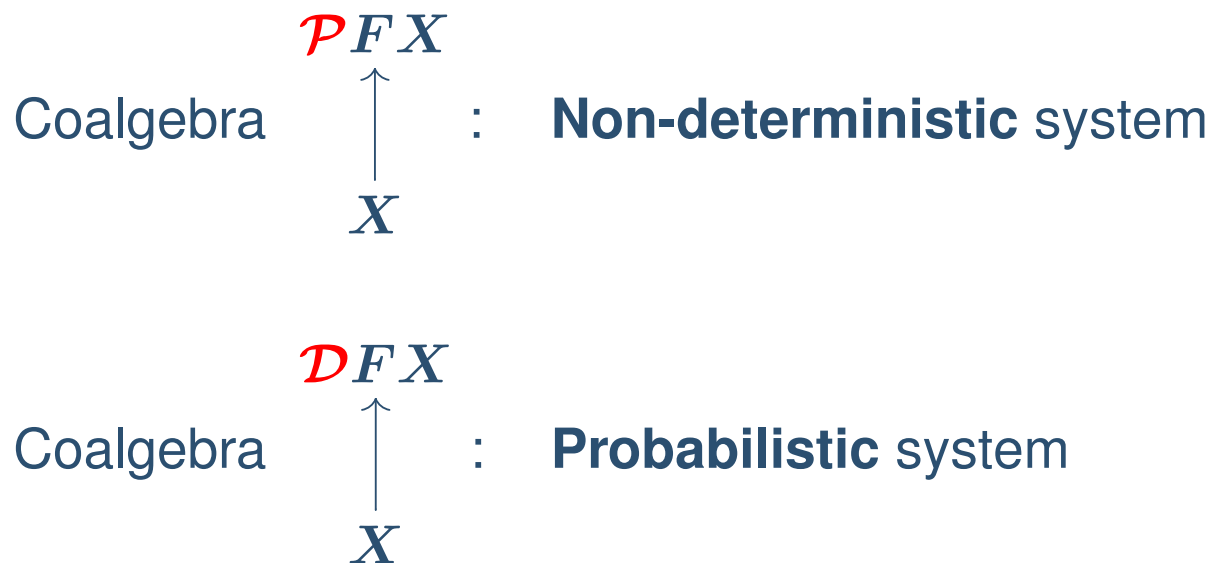 𝓟FX
Coalgebra ↑ : Non-deterministic system
X
𝓓FX
Coalgebra ↑ : Probabilistic system
X